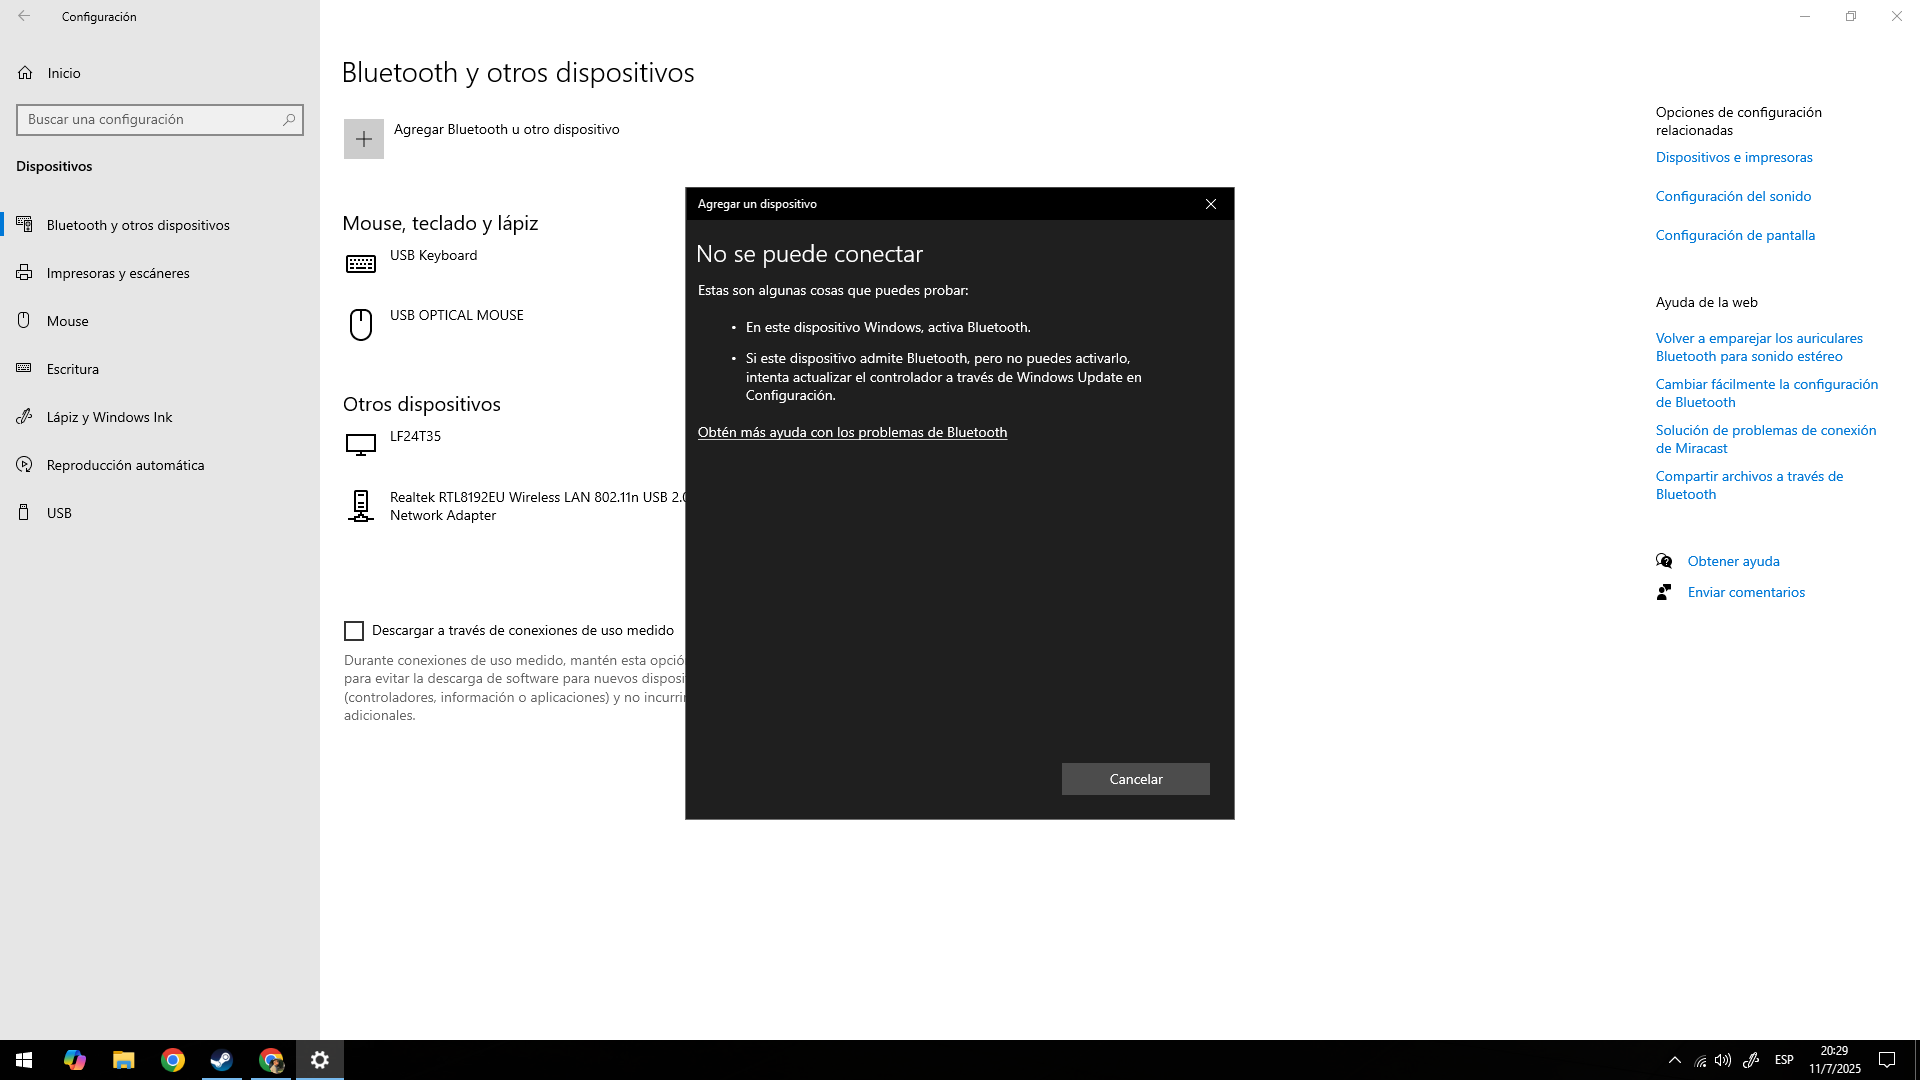 Configuración
Inicio
Buscar una configuración
Dispositivos
Bluetooth y otros dispositivos
Impresoras y escáneres
Mouse
Escritura
Lápiz y Windows Ink
Reproducción automática
USB
Bluetooth y otros dispositivos
Agregar Bluetooth u otro dispositivo
Mouse, teclado y lápiz
USB Keyboard
USB OPTICAL MOUSE
Otros dispositivos
LF24T35
Realtek RTL8192EU Wireless LAN 802.11n USB 2.0
Network Adapter
Descargar a través de conexiones de uso medido
Durante conexiones de uso medido, mantén esta opció
para evitar la descarga de software para nuevos disposi
(controladores, información o aplicaciones) y no incurrir
adicionales.
Agregar un dispositivo
No se puede conectar
Estas son algunas cosas que puedes probar:
• En este dispositivo Windows, activa Bluetooth.
• Si este dispositivo admite Bluetooth, pero no puedes activarlo,
intenta actualizar el controlador a través de Windows Update en
Configuración.
Obtén más ayuda con los problemas de Bluetooth
Cancelar
Opciones de configuración
relacionadas
Dispositivos e impresoras
Configuración del sonido
Configuración de pantalla
Ayuda de la web
Volver a emparejar los auriculares
Bluetooth para sonido estéreo
Cambiar fácilmente la configuración
de Bluetooth
Solución de problemas de conexión
de Miracast
Compartir archivos a través de
Bluetooth
Obtener ayuda
Enviar comentarios
ESP
20:29
11/7/2025